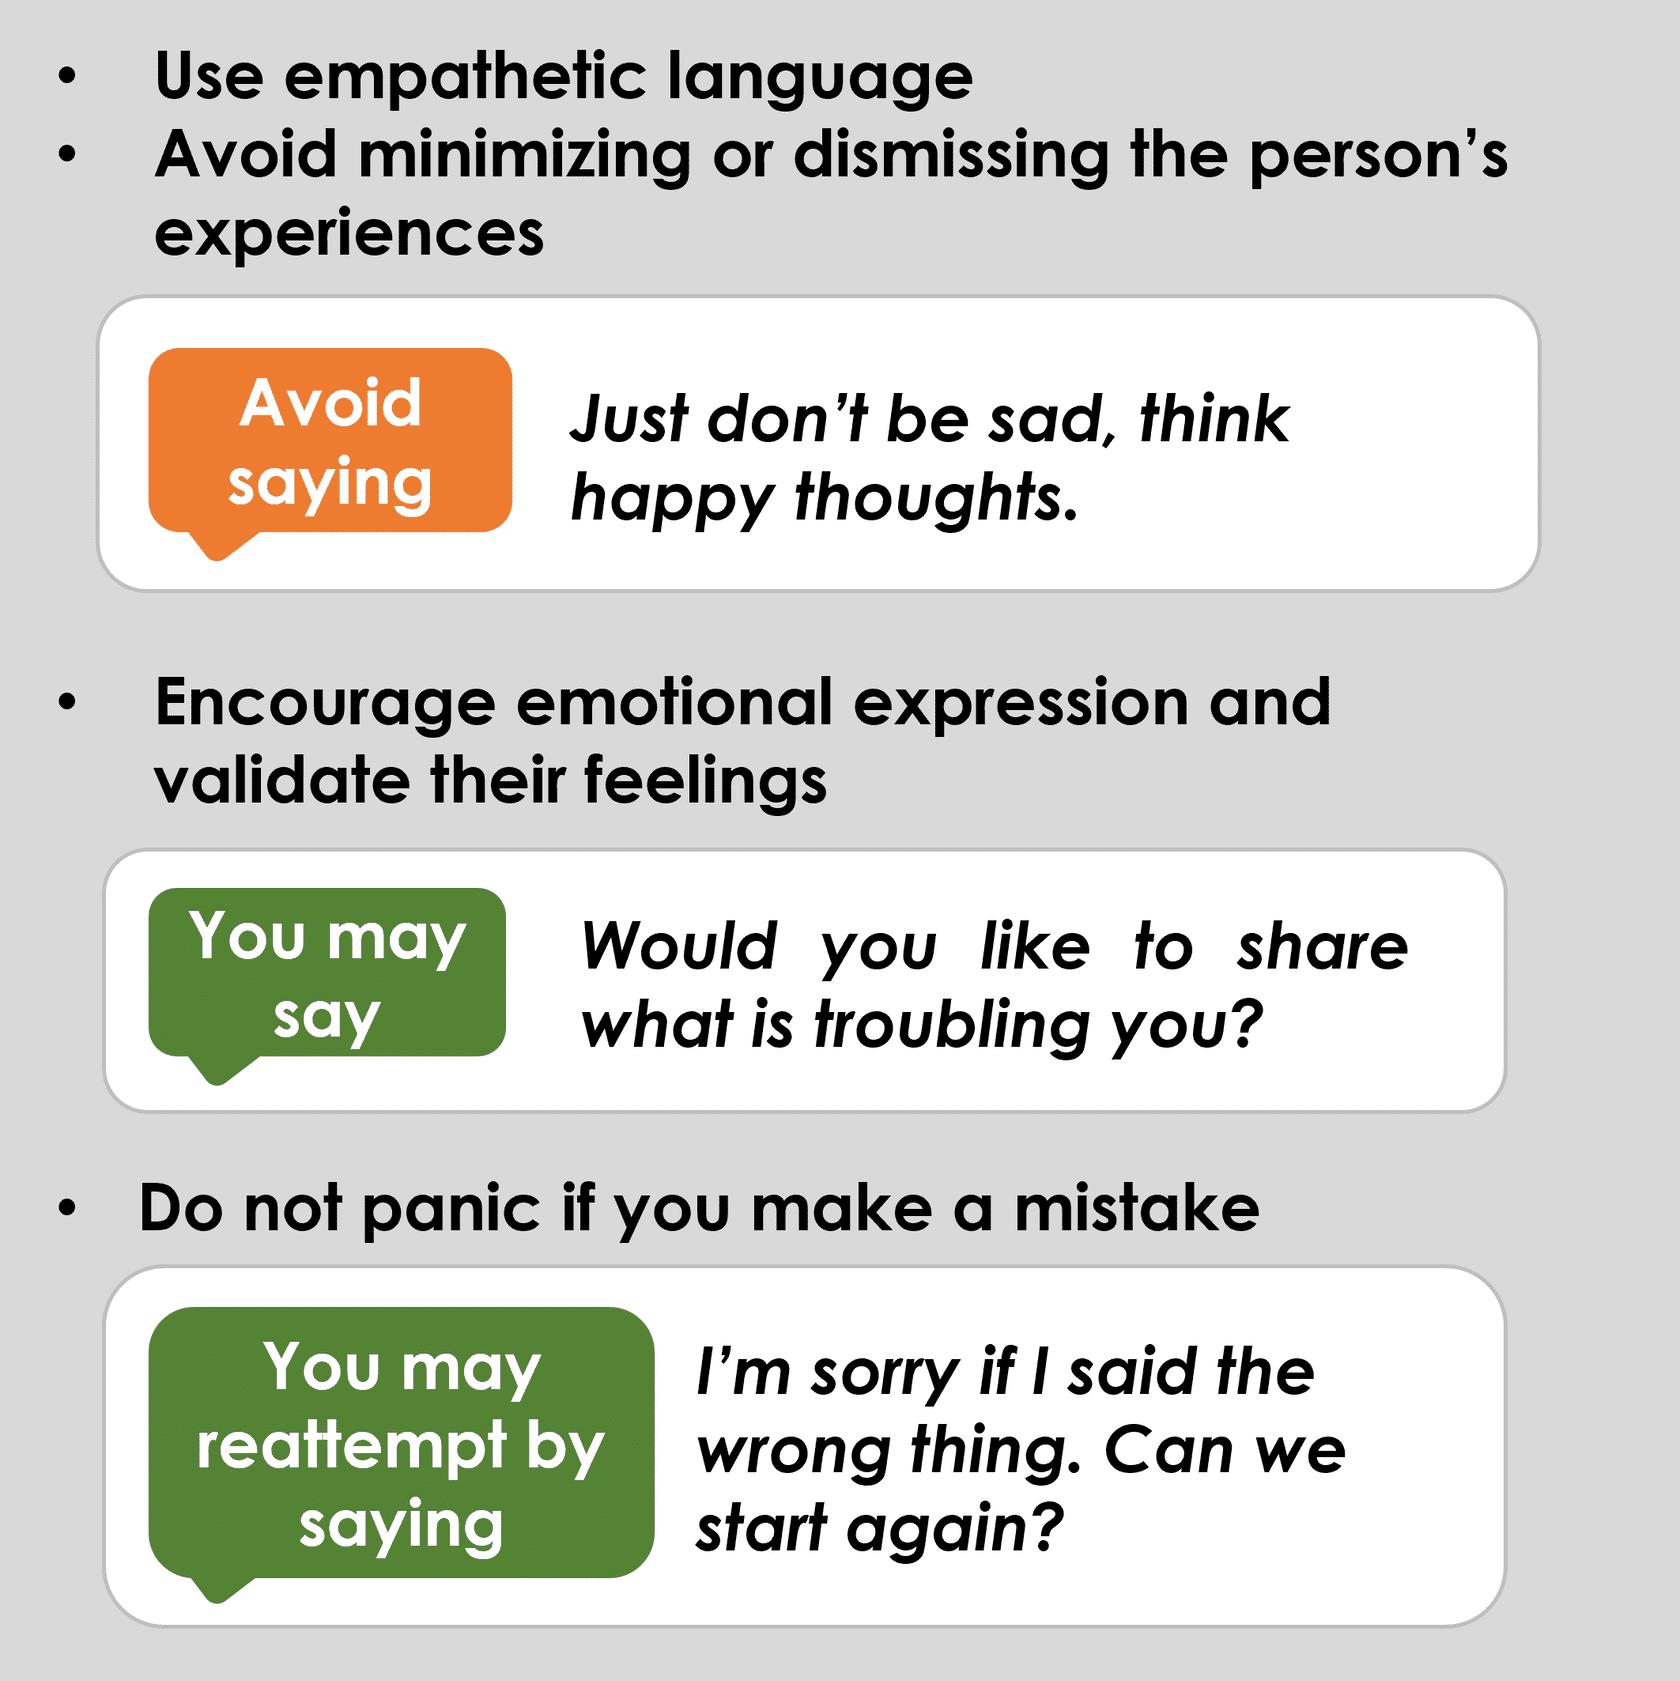 • Use empathetic language
• Avoid minimizing or dismissing the person’s
experiences
Avoid
saying
Just don’t be sad, think
happy thoughts.
• Encourage emotional expression and
validate their feelings
You may
say
Would you like to share
what is troubling you?
• Do not panic if you make a mistake
You may
reattempt by
saying
I’m sorry if I said the
wrong thing. Can we
start again?